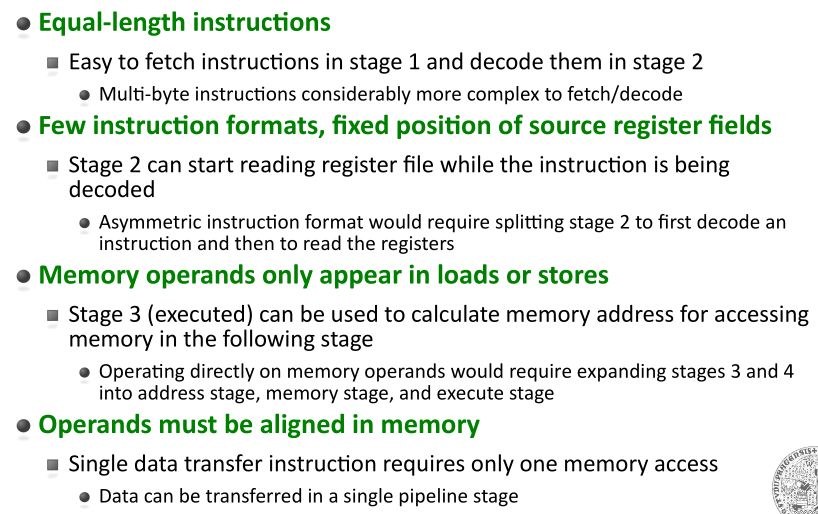 Equal-length instructions
Easy to fetch instructions in stage 1 and decode them in stage 2
Multi-byte instructions considerably more complex to fetch/decode
Few instruction formats, fixed position of source register fields
Stage 2 can start reading register file while the instruction is being
decoded
Asymmetric instruction format would require splitting stage 2 to first decode an
instruction and then to read the registers
Memory operands only appear in loads or stores
Stage 3 (executed) can be used to calculate memory address for accessing
memory in the following stage
Operating directly on memory operands would require expanding stages 3 and 4
into address stage, memory stage, and execute stage
Operands must be aligned in memory
Single data transfer instruction requires only one memory access
Data can be transferred in a single pipeline stage